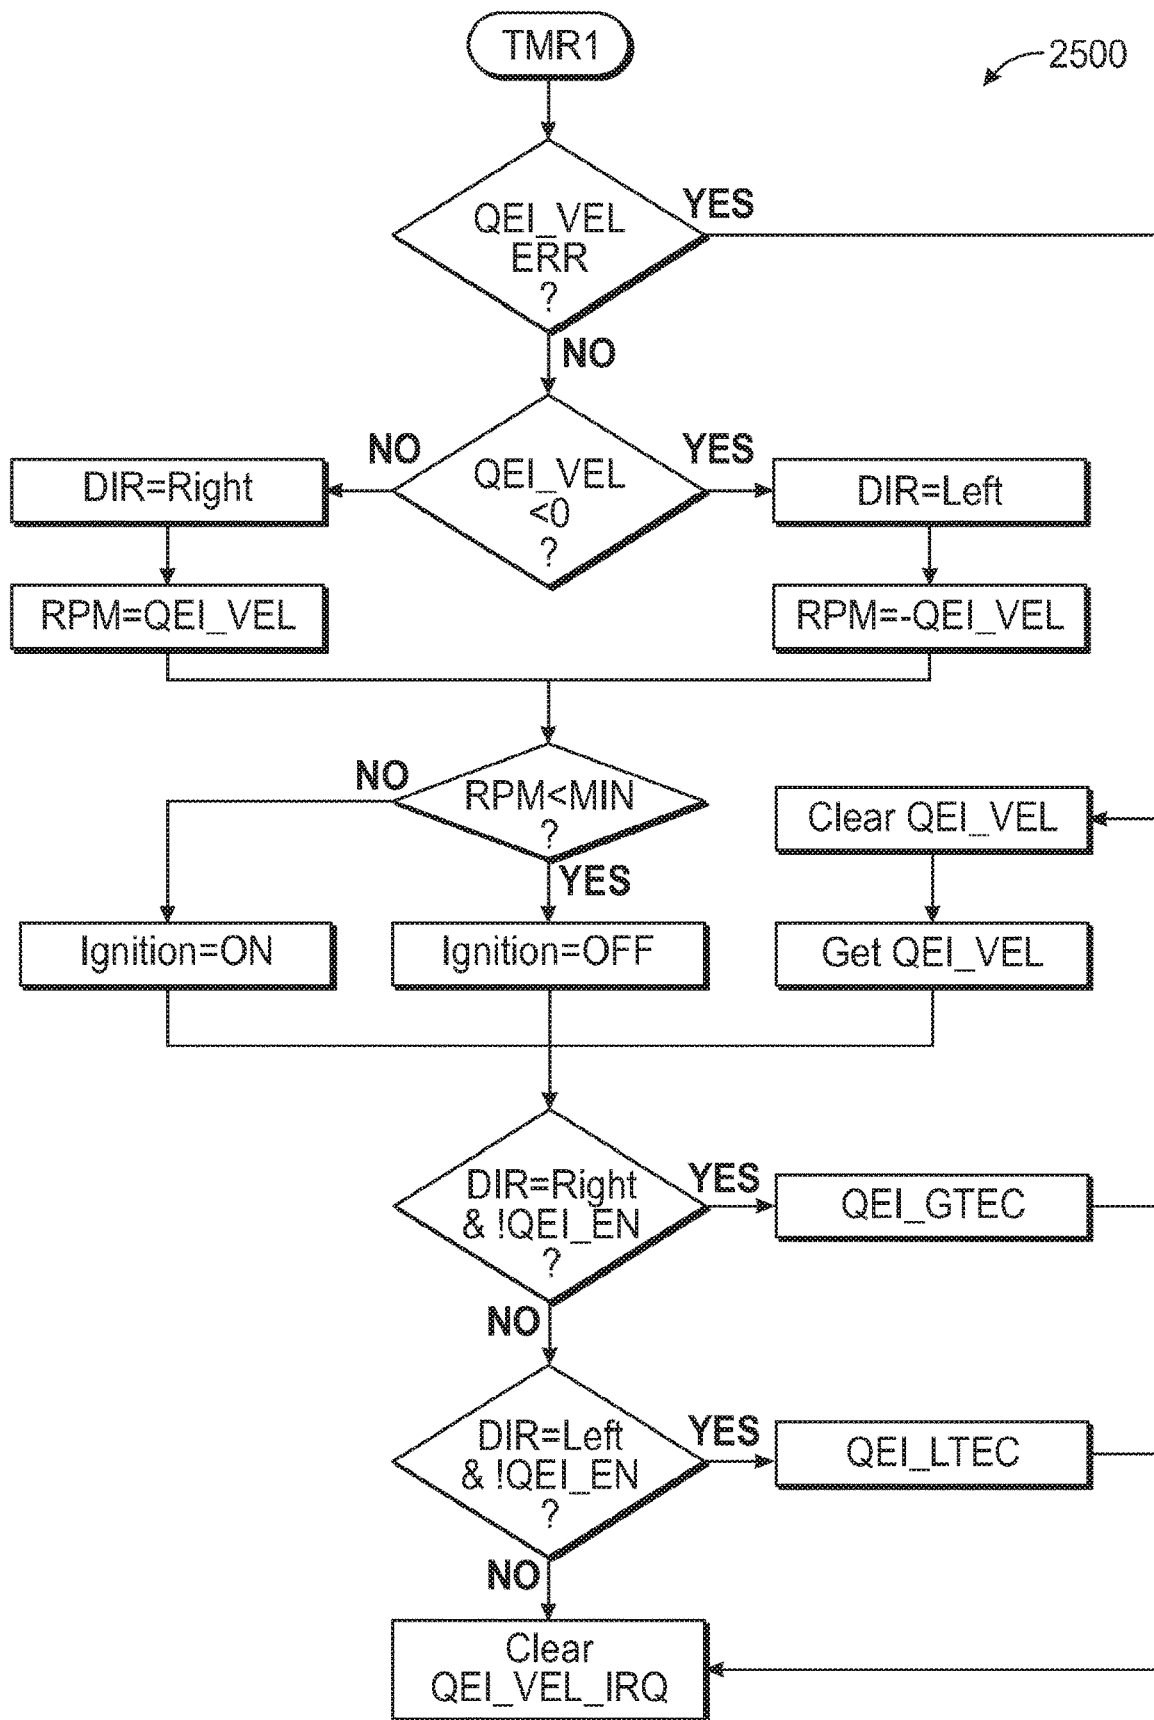 TMR1
2500
QEI_VEL
ERR
?
YES
NO
NO
QEI_VEL
<0
?
YES
DIR=Right
DIR=Left
RPM=QEI_VEL
RPM=-QEI_VEL
NO
RPM<MIN
?
YES
Clear QEI_VEL
Ignition=ON
Ignition=OFF
Get QEI_VEL
DIR=Right
& !QEI_EN
?
YES
QEI_GTEC
NO
DIR=Left
& !QEI_EN
?
YES
QEI_LTEC
NO
Clear
QEI_VEL_IRQ